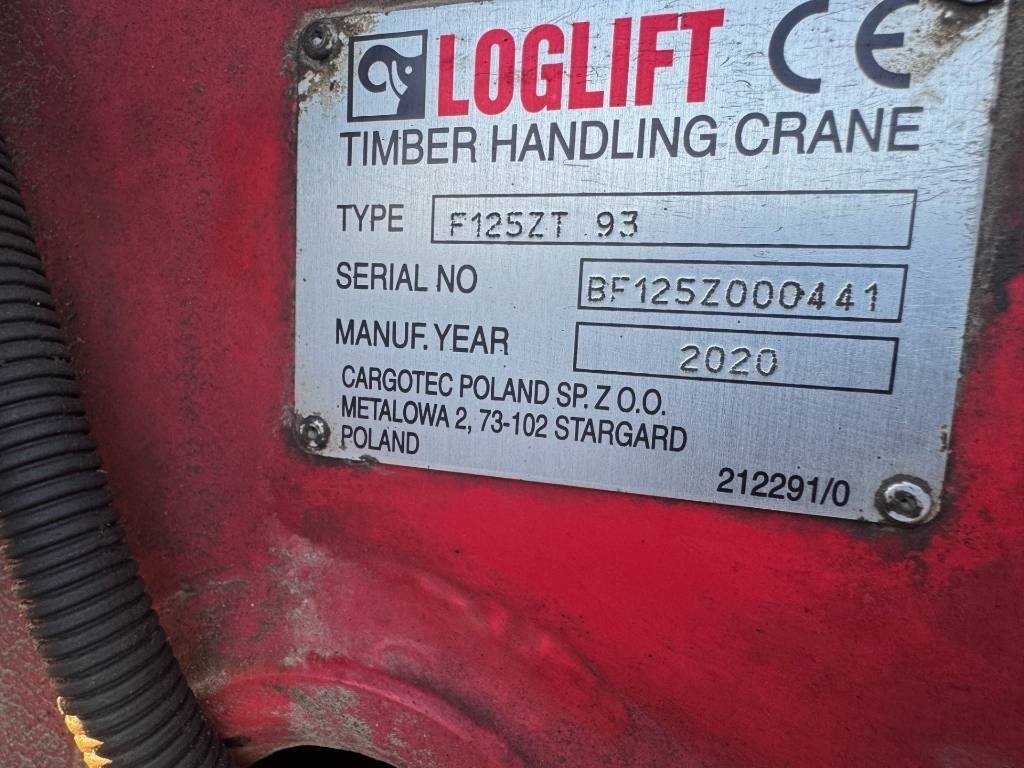 LOGLIFT CE
TIMBER HANDLING CRANE
TYPE F125ZT 93
SERIAL NO BF125Z000441
MANUF. YEAR 2020
CARGOTEC POLAND SP. Z O.O.
METALOWA 2, 73-102 STARGARD
POLAND
212291/0